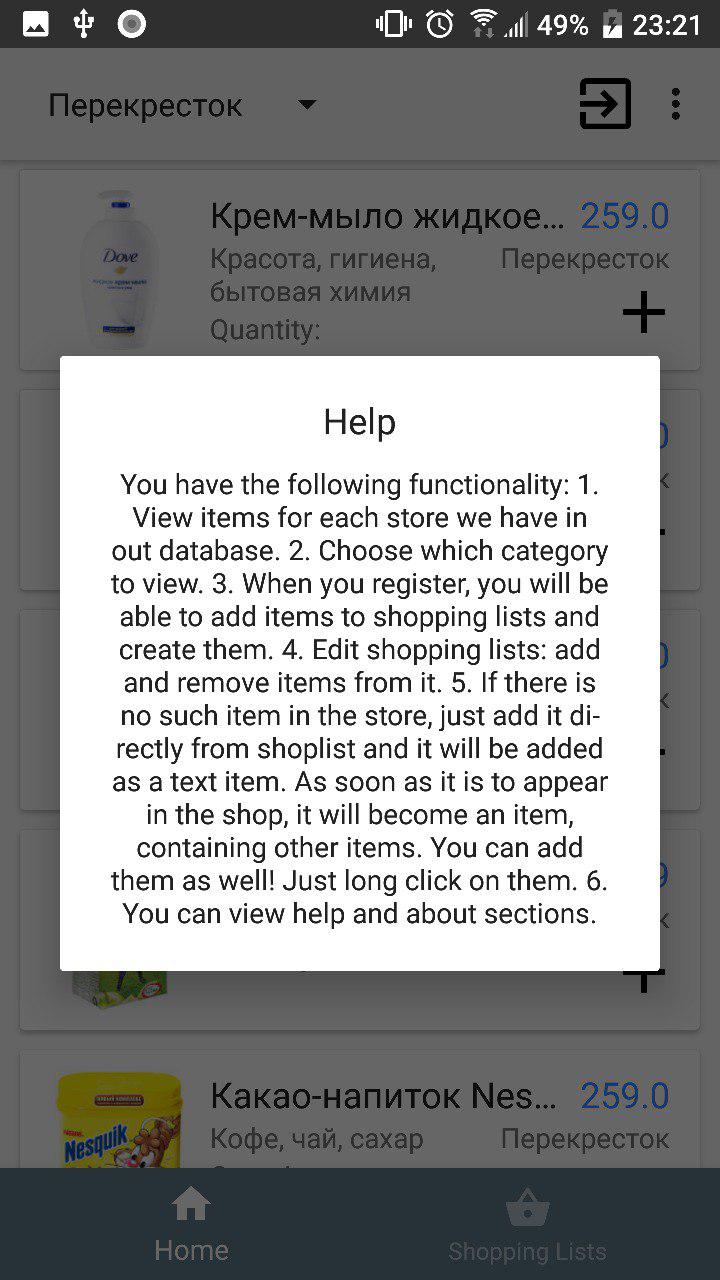 49% 23:21
Перекресток
Крем-мыло жидкое... 259.0
Dove
Красота, гигиена, Перекресток
бытовая химия
Quantity:
Help
You have the following functionality: 1.
View items for each store we have in
out database. 2. Choose which category
to view. 3. When you register, you will be
able to add items to shopping lists and
create them. 4. Edit shopping lists: add
and remove items from it. 5. If there is
no such item in the store, just add it di-
rectly from shoplist and it will be added
as a text item. As soon as it is to appear
in the shop, it will become an item,
containing other items. You can add
them as well! Just long click on them. 6.
You can view help and about sections.
Какао-напиток Nes... 259.0
Nesquik
Кофе, чай, сахар Перекресток
Home Shopping Lists